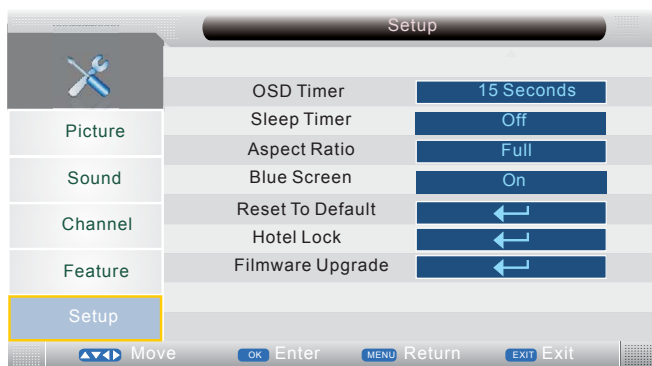 Setup
OSD Timer 15 Seconds
Sleep Timer Off
Aspect Ratio Full
Blue Screen On
Reset To Default
Hotel Lock
Filmware Upgrade
Picture
Sound
Channel
Feature
Setup
Move OK Enter MENU Return EXIT Exit